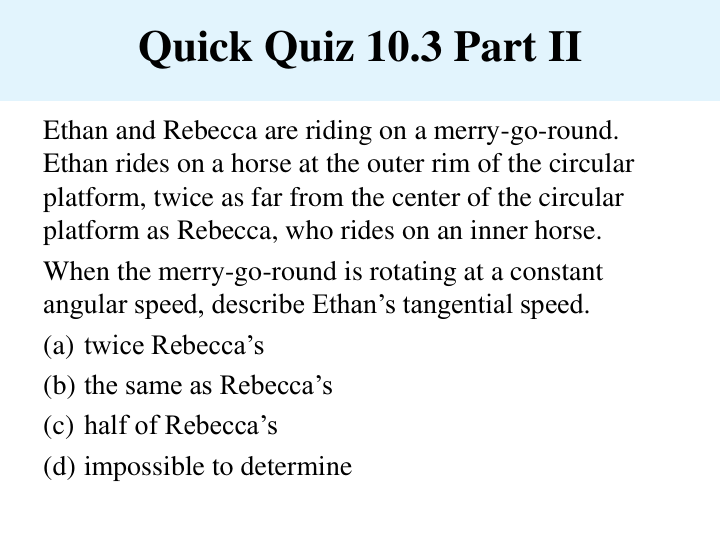 Quick Quiz 10.3 Part II
Ethan and Rebecca are riding on a merry-go-round.
Ethan rides on a horse at the outer rim of the circular
platform, twice as far from the center of the circular
platform as Rebecca, who rides on an inner horse.
When the merry-go-round is rotating at a constant
angular speed, describe Ethan’s tangential speed.
(a) twice Rebecca’s
(b) the same as Rebecca’s
(c) half of Rebecca’s
(d) impossible to determine